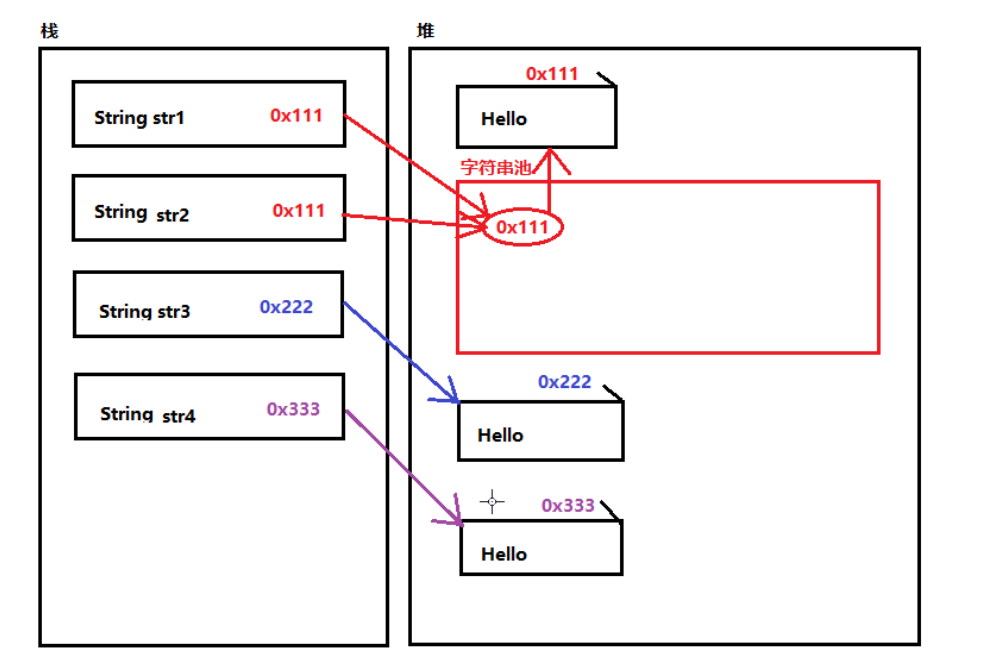 栈
String str1 0x111
String str2 0x111
String str3 0x222
String str4 0x333
堆
0x111
Hello
字符串池
0x111
0x222
Hello
0x333
Hello